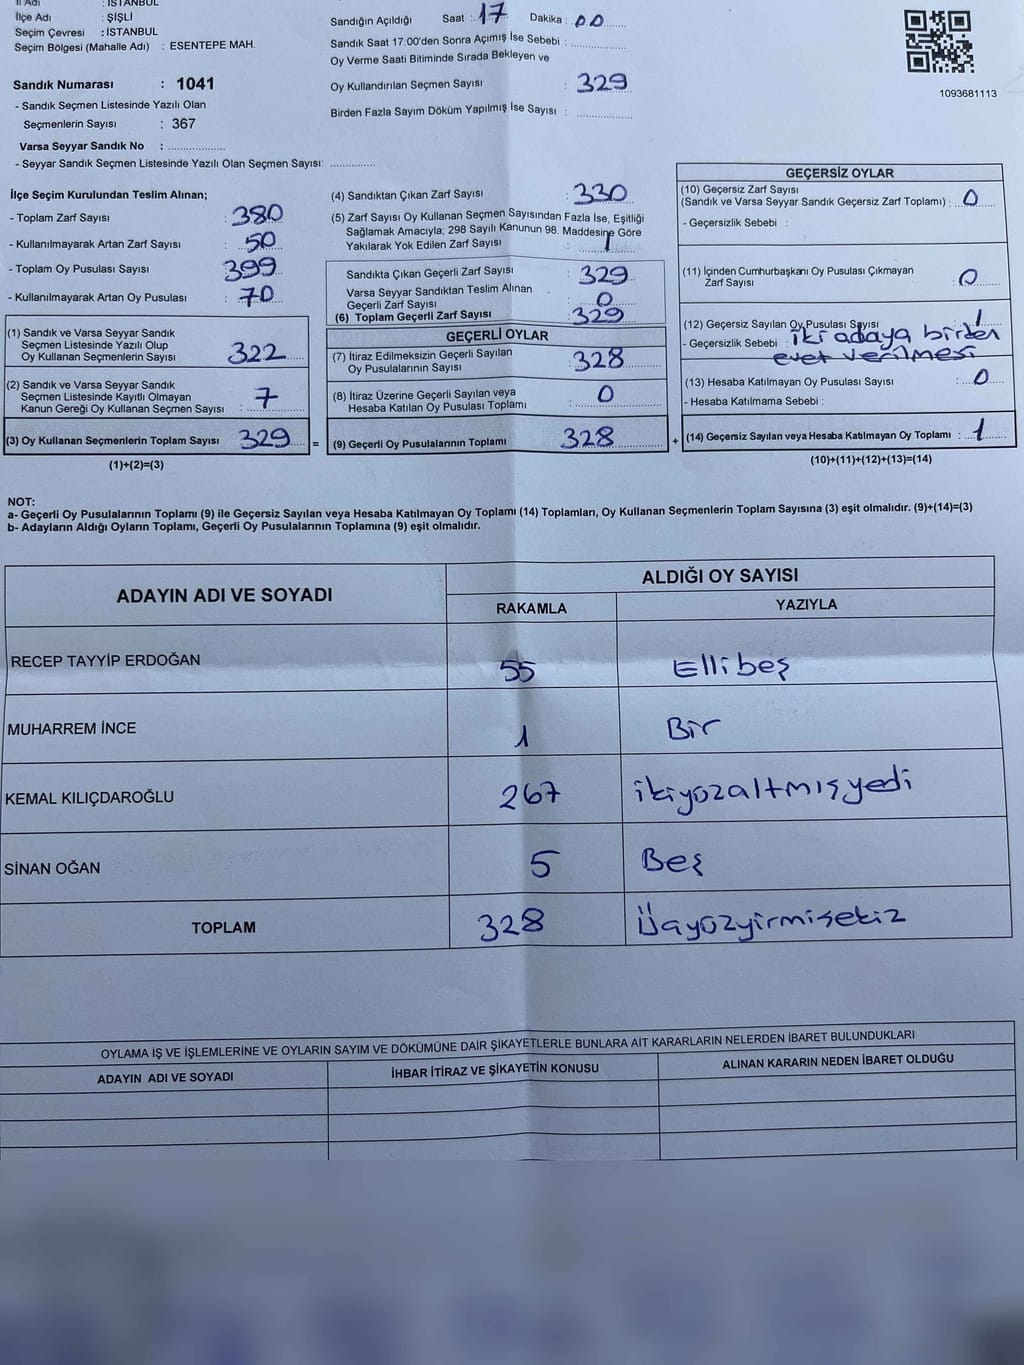 İl Adı : İSTANBUL
İlçe Adı : ŞİŞLİ
Seçim Çevresi : İSTANBUL
Seçim Bölgesi (Mahalle Adı) : ESENTEPE MAH.
Sandık Numarası : 1041
- Sandık Seçmen Listesinde Yazılı Olan
Seçmenlerin Sayısı : 367
Varsa Seyyar Sandık No : ..............
- Seyyar Sandık Seçmen Listesinde Yazılı Olan Seçmen Sayısı: ..............
Sandığın Açıldığı Saat : 17 Dakika : 00
Sandık Saat 17:00'den Sonra Açımış İse Sebebi : ..............
Oy Verme Saati Bitiminde Sırada Bekleyen ve
Oy Kullandırılan Seçmen Sayısı : 329
Birden Fazla Sayım Döküm Yapılmış İse Sayısı : ..............
1093681113
İlçe Seçim Kurulundan Teslim Alınan;
- Toplam Zarf Sayısı : 380
- Kullanılmayarak Artan Zarf Sayısı : 50
- Toplam Oy Pusulası Sayısı 399
- Kullanılmayarak Artan Oy Pusulası : 70
(1) Sandık ve Varsa Seyyar Sandık
Seçmen Listesinde Yazılı Olup
Oy Kullanan Seçmenlerin Sayısı : 322
(2) Sandık ve Varsa Seyyar Sandık
Seçmen Listesinde Kayıtlı Olmayan
Kanun Gereği Oy Kullanan Seçmen Sayısı : 7
(3) Oy Kullanan Seçmenlerin Toplam Sayısı 329 =
(1)+(2)=(3)
(4) Sandıktan Çıkan Zarf Sayısı : 330
(5) Zarf Sayısı Oy Kullanan Seçmen Sayısından Fazla İse, Eşitliği
Sağlamak Amacıyla; 298 Sayılı Kanunun 98. Maddesine Göre
Yakılarak Yok Edilen Zarf Sayısı : 1
Sandıkta Çıkan Geçerli Zarf Sayısı : 329
Varsa Seyyar Sandıktan Teslim Alınan
Geçerli Zarf Sayısı : 0
(6) Toplam Geçerli Zarf Sayısı : 329
GEÇERLİ OYLAR
(7) İtiraz Edilmeksizin Geçerli Sayılan
Oy Pusulalarının Sayısı : 328
(8) İtiraz Üzerine Geçerli Sayılan veya
Hesaba Katılan Oy Pusulası Toplamı : 0
(9) Geçerli Oy Pusulalarının Toplamı 328 +
GEÇERSİZ OYLAR
(10) Geçersiz Zarf Sayısı
(Sandık ve Varsa Seyyar Sandık Geçersiz Zarf Toplamı) : 0
- Geçersizlik Sebebi :
(11) İçinden Cumhurbaşkanı Oy Pusulası Çıkmayan
Zarf Sayısı : 0
(12) Geçersiz Sayılan Oy Pusulası Sayısı : 1
- Geçersizlik Sebebi : iki adaya birden
evet verilmesi
(13) Hesaba Katılmayan Oy Pusulası Sayısı : 0
- Hesaba Katılmama Sebebi :
(14) Geçersiz Sayılan veya Hesaba Katılmayan Oy Toplamı : 1
(10)+(11)+(12)+(13)=(14)
NOT:
a- Geçerli Oy Pusulalarının Toplamı (9) ile Geçersiz Sayılan veya Hesaba Katılmayan Oy Toplamı (14) Toplamları, Oy Kullanan Seçmenlerin Toplam Sayısına (3) eşit olmalıdır. (9)+(14)=(3)
b- Adayların Aldığı Oyların Toplamı, Geçerli Oy Pusulalarının Toplamına (9) eşit olmalıdır.
ADAYIN ADI VE SOYADI
ALDIĞI OY SAYISI
RAKAMLA YAZIYLA
RECEP TAYYİP ERDOĞAN 55 Ellibeş
MUHARREM İNCE 1 Bir
KEMAL KILIÇDAROĞLU 267 ikiyüzaltmışyedi
SİNAN OĞAN 5 Beş
TOPLAM 328 Üçyüzyirmisekiz
OYLAMA İŞ VE İŞLEMLERİNE VE OYLARIN SAYIM VE DÖKÜMÜNE DAİR ŞİKAYETLERLE BUNLARA AİT KARARLARIN NELERDEN İBARET BULUNDUKLARI
ADAYIN ADI VE SOYADI İHBAR İTİRAZ VE ŞİKAYETİN KONUSU ALINAN KARARIN NEDEN İBARET OLDUĞU